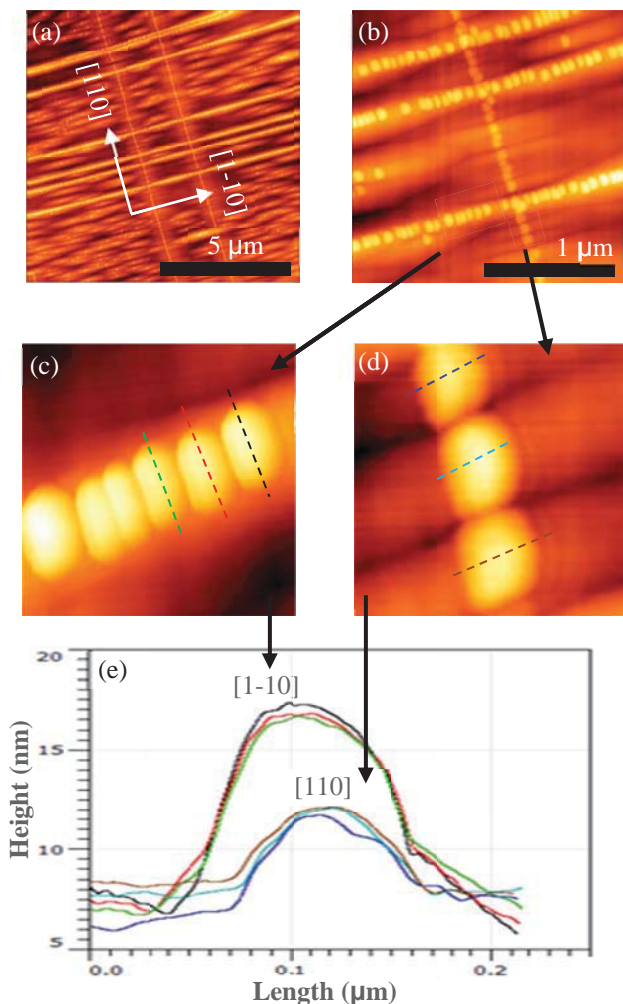 (a)
[110]
[1-10]
5 µm
(b)
1 µm
(c)
(d)
(e)
20
15
10
5
[1-10]
[110]
Height (nm)
0.0
0.1
0.2
Length (µm)